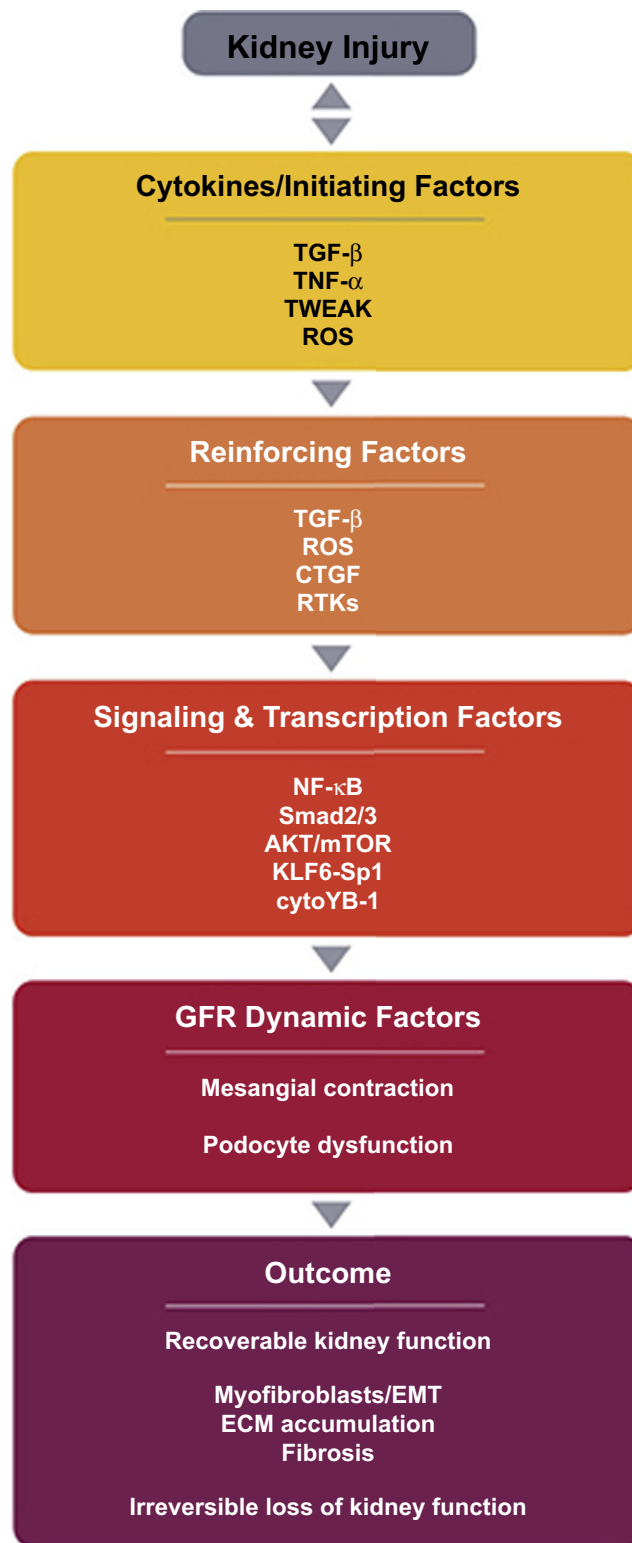 Kidney Injury
Cytokines/Initiating Factors
TGF-β
TNF-α
TWEAK
ROS
Reinforcing Factors
TGF-β
ROS
CTGF
RTKs
Signaling & Transcription Factors
NF-κB
Smad2/3
AKT/mTOR
KLF6-Sp1
cytoYB-1
GFR Dynamic Factors
Mesangial contraction
Podocyte dysfunction
Outcome
Recoverable kidney function
Myofibroblasts/EMT
ECM accumulation
Fibrosis
Irreversible loss of kidney function